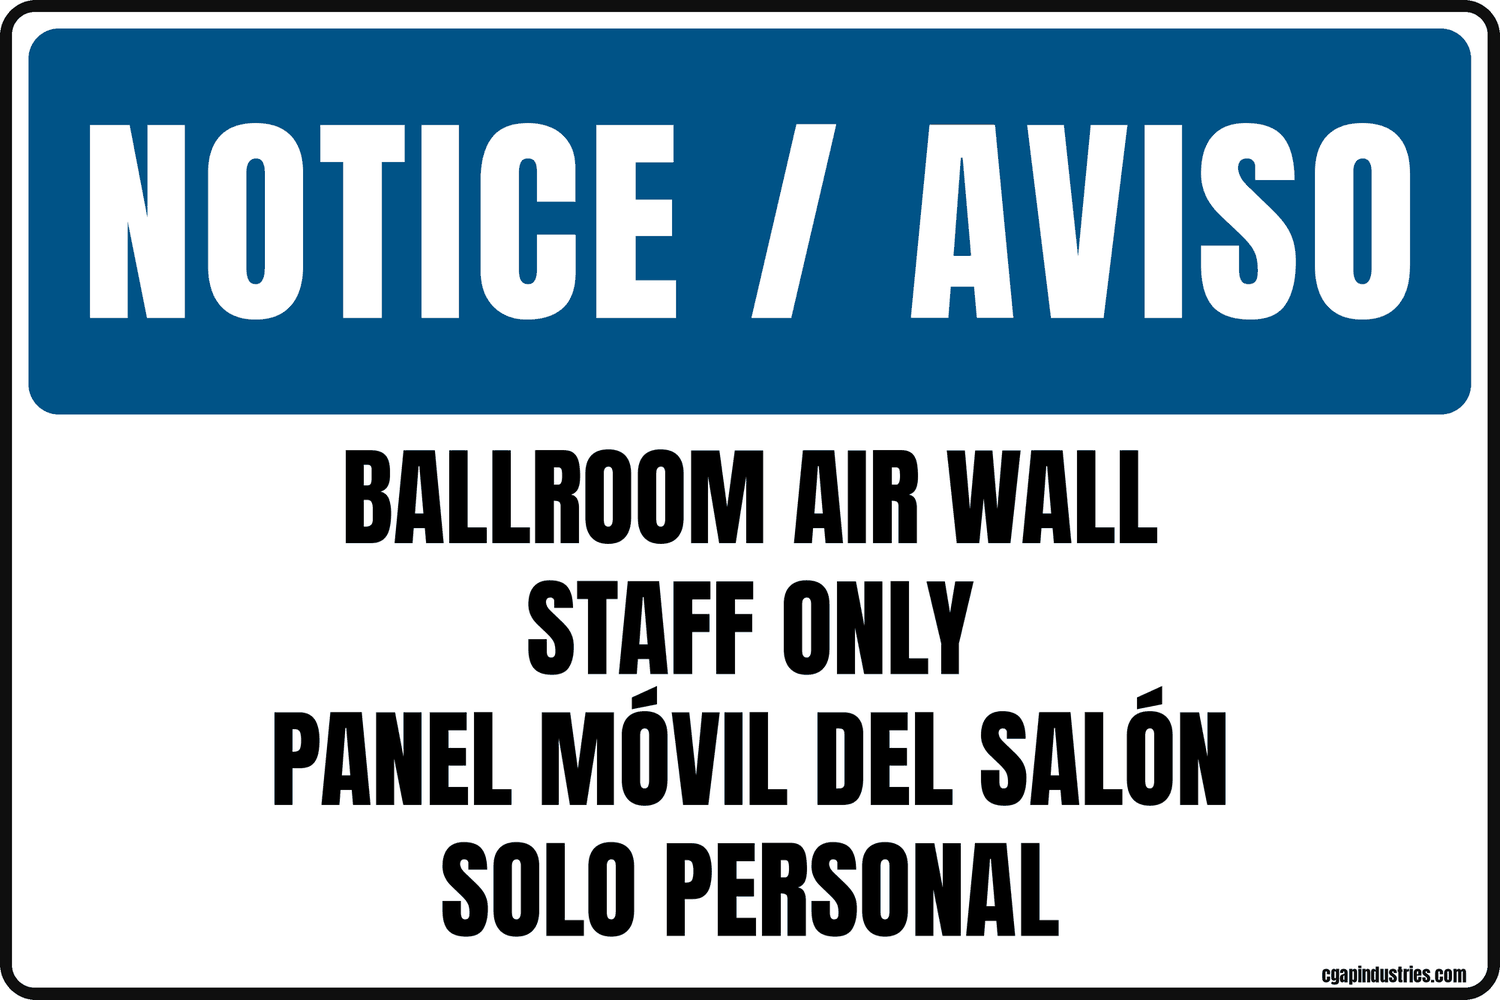 NOTICE / AVISO
BALLROOM AIR WALL
STAFF ONLY
PANEL MÓVIL DEL SALÓN
SOLO PERSONAL
cgapindustries.com